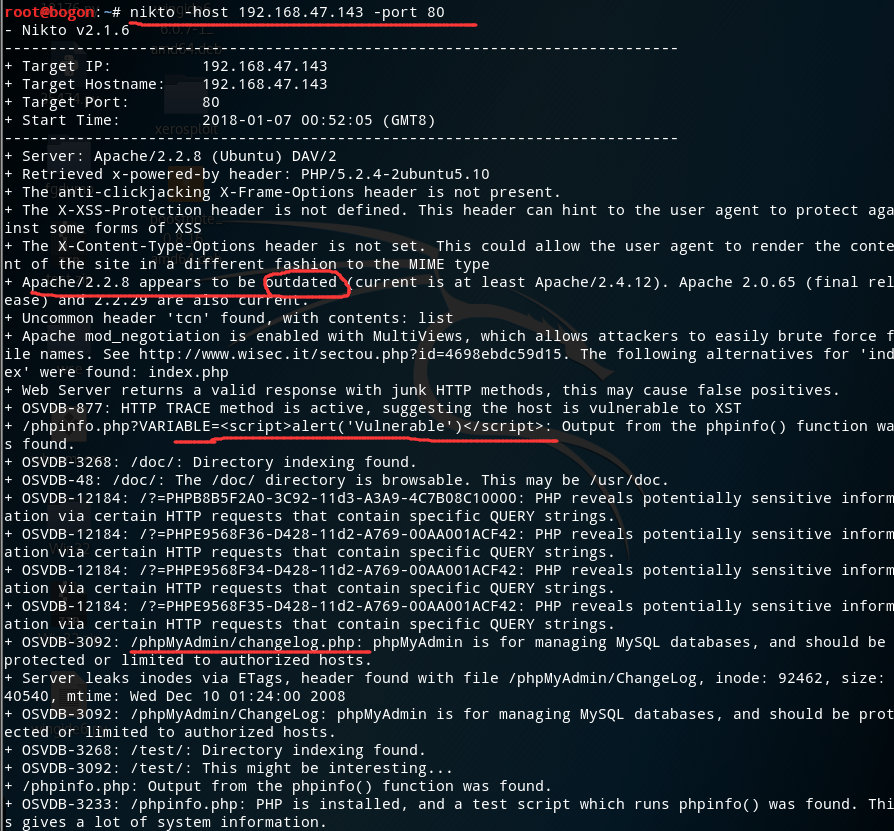 root@bogon:~# nikto -host 192.168.47.143 -port 80
- Nikto v2.1.6
---------------------------------------------------------------------------
+ Target IP:          192.168.47.143
+ Target Hostname:    192.168.47.143
+ Target Port:        80
+ Start Time:         2018-01-07 00:52:05 (GMT8)
---------------------------------------------------------------------------
+ Server: Apache/2.2.8 (Ubuntu) DAV/2
+ Retrieved x-powered-by header: PHP/5.2.4-2ubuntu5.10
+ The anti-clickjacking X-Frame-Options header is not present.
+ The X-XSS-Protection header is not defined. This header can hint to the user agent to protect aga
inst some forms of XSS
+ The X-Content-Type-Options header is not set. This could allow the user agent to render the conte
nt of the site in a different fashion to the MIME type
+ Apache/2.2.8 appears to be outdated (current is at least Apache/2.4.12). Apache 2.0.65 (final rel
ease) and 2.2.29 are also current.
+ Uncommon header 'tcn' found, with contents: list
+ Apache mod_negotiation is enabled with MultiViews, which allows attackers to easily brute force f
ile names. See http://www.wisec.it/sectou.php?id=4698ebdc59d15. The following alternatives for 'ind
ex' were found: index.php
+ Web Server returns a valid response with junk HTTP methods, this may cause false positives.
+ OSVDB-877: HTTP TRACE method is active, suggesting the host is vulnerable to XST
+ /phpinfo.php?VARIABLE=<script>alert('Vulnerable')</script>: Output from the phpinfo() function wa
s found.
+ OSVDB-3268: /doc/: Directory indexing found.
+ OSVDB-48: /doc/: The /doc/ directory is browsable. This may be /usr/doc.
+ OSVDB-12184: /?=PHPB8B5F2A0-3C92-11d3-A3A9-4C7B08C10000: PHP reveals potentially sensitive inform
ation via certain HTTP requests that contain specific QUERY strings.
+ OSVDB-12184: /?=PHPE9568F36-D428-11d2-A769-00AA001ACF42: PHP reveals potentially sensitive inform
ation via certain HTTP requests that contain specific QUERY strings.
+ OSVDB-12184: /?=PHPE9568F34-D428-11d2-A769-00AA001ACF42: PHP reveals potentially sensitive inform
ation via certain HTTP requests that contain specific QUERY strings.
+ OSVDB-12184: /?=PHPE9568F35-D428-11d2-A769-00AA001ACF42: PHP reveals potentially sensitive inform
ation via certain HTTP requests that contain specific QUERY strings.
+ OSVDB-3092: /phpMyAdmin/changelog.php: phpMyAdmin is for managing MySQL databases, and should be
protected or limited to authorized hosts.
+ Server leaks inodes via ETags, header found with file /phpMyAdmin/ChangeLog, inode: 92462, size:
40540, mtime: Wed Dec 10 01:24:00 2008
+ OSVDB-3092: /phpMyAdmin/ChangeLog: phpMyAdmin is for managing MySQL databases, and should be prot
ected or limited to authorized hosts.
+ OSVDB-3268: /test/: Directory indexing found.
+ OSVDB-3092: /test/: This might be interesting...
+ /phpinfo.php: Output from the phpinfo() function was found.
+ OSVDB-3233: /phpinfo.php: PHP is installed, and a test script which runs phpinfo() was found. Thi
s gives a lot of system information.